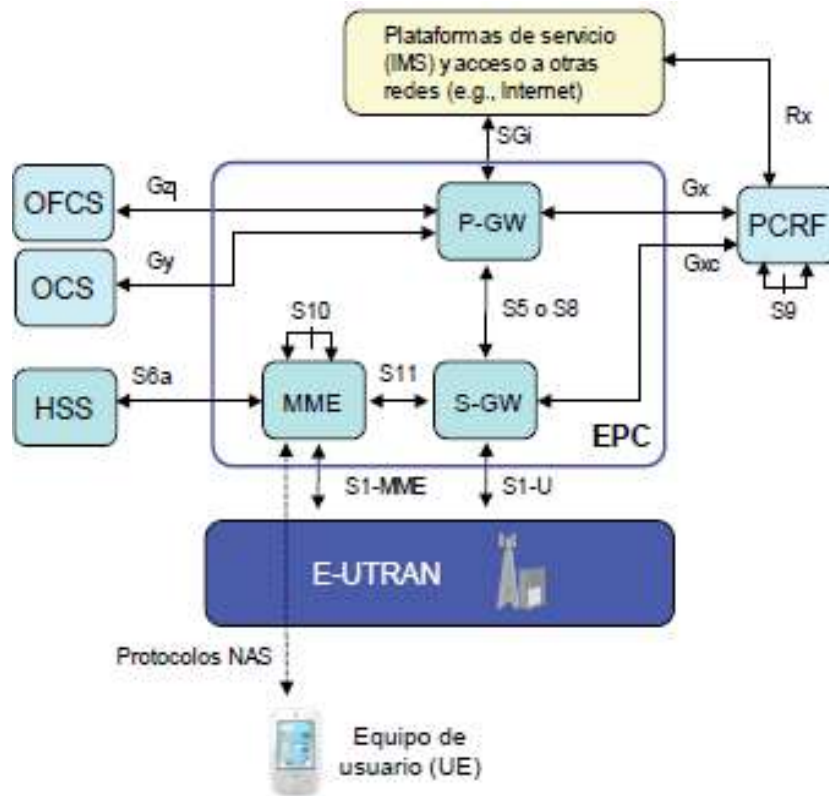 Plataformas de servicio
(IMS) y acceso a otras
redes (e.g., Internet)
Rx
SGi
OFCS
Gzq
P-GW
Gx
PCRF
OCS
Gy
Gxc
S9
S10
S5 o S8
HSS
S6a
MME
S11
S-GW
EPC
S1-MME
S1-U
E-UTRAN
Protocolos NAS
Equipo de
usuario (UE)